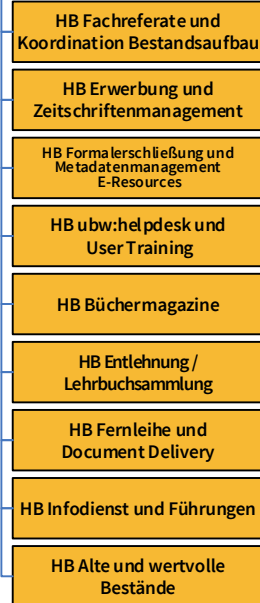 HB Fachreferate und
Koordination Bestandsaufbau
HB Erwerbung und
Zeitschriftenmanagement
HB Formalerschließung und
Metadatenmanagement
E-Resources
HB ubw:helpdesk und
User Training
HB Büchermagazine
HB Entlehnung /
Lehrbuchsammlung
HB Fernleihe und
Document Delivery
HB Infodienst und Führungen
HB Alte und wertvolle
Bestände